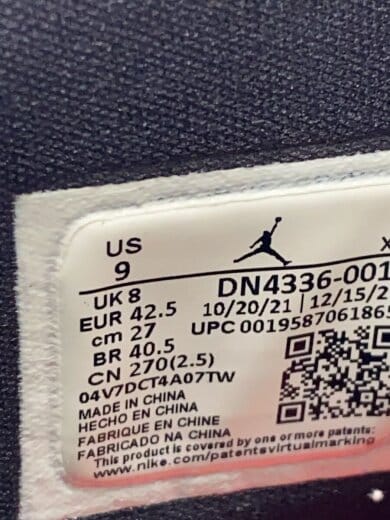 US
9
UK 8
EUR 42.5
cm 27
BR 40.5
CN 270(2.5)
04V7DCT4A07TW
MADE IN CHINA
HECHO EN CHINA
FABRIQUE EN CHINE
FABRICADO NA CHINA
This product is covered by one or more patents:
www.nike.com/patentsvirtualmarking
X
DN4336-001
10/20/21 | 12/15/2
UPC 0019587061865